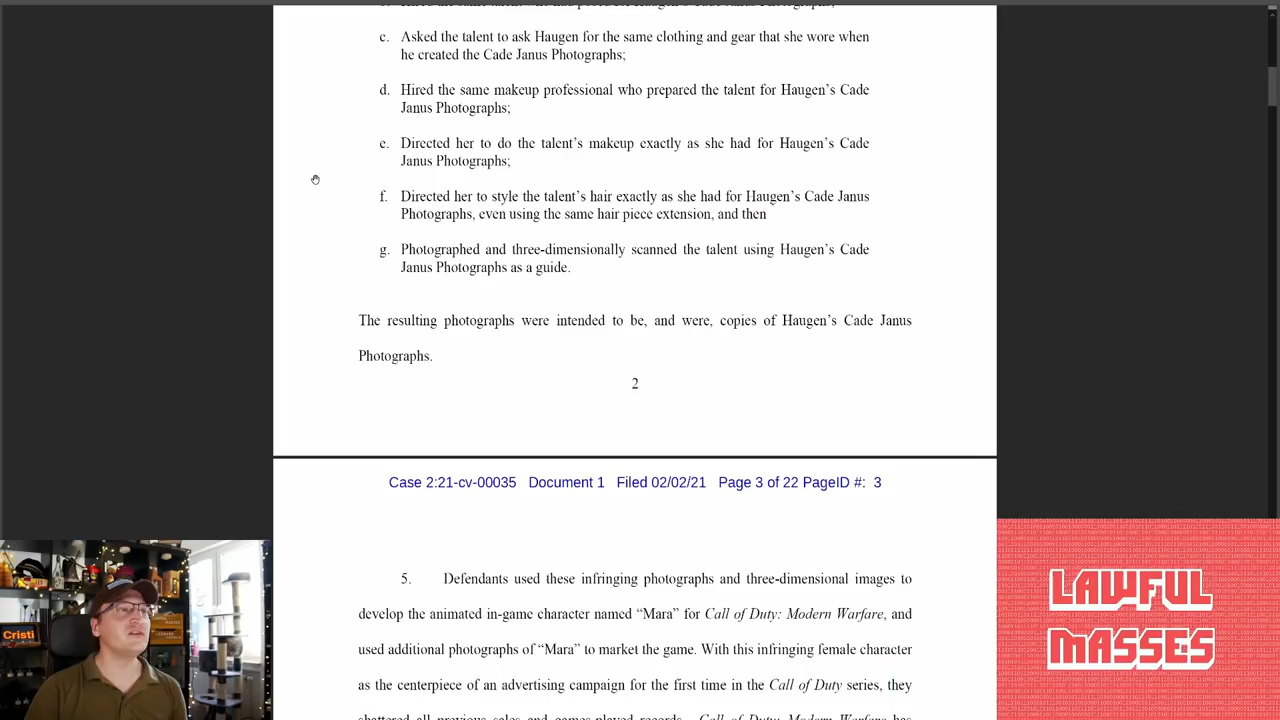 c. Asked the talent to ask Haugen for the same clothing and gear that she wore when
he created the Cade Janus Photographs;
d. Hired the same makeup professional who prepared the talent for Haugen's Cade
Janus Photographs;
e. Directed her to do the talent's makeup exactly as she had for Haugen's Cade
Janus Photographs;
f. Directed her to style the talent's hair exactly as she had for Haugen's Cade Janus
Photographs, even using the same hair piece extension, and then
g. Photographed and three-dimensionally scanned the talent using Haugen's Cade
Janus Photographs as a guide.
The resulting photographs were intended to be, and were, copies of Haugen's Cade Janus
Photographs.
2
Case 2:21-cv-00035 Document 1 Filed 02/02/21 Page 3 of 22 PageID #: 3
5. Defendants used these infringing photographs and three-dimensional images to
develop the animated in-game character named "Mara" for Call of Duty: Modern Warfare, and
used additional photographs of "Mara" to market the game. With this infringing female character
as the centerpiece of an advertising campaign for the first time in the Call of Duty series, they
Cristi
LAWFUL
MASSES